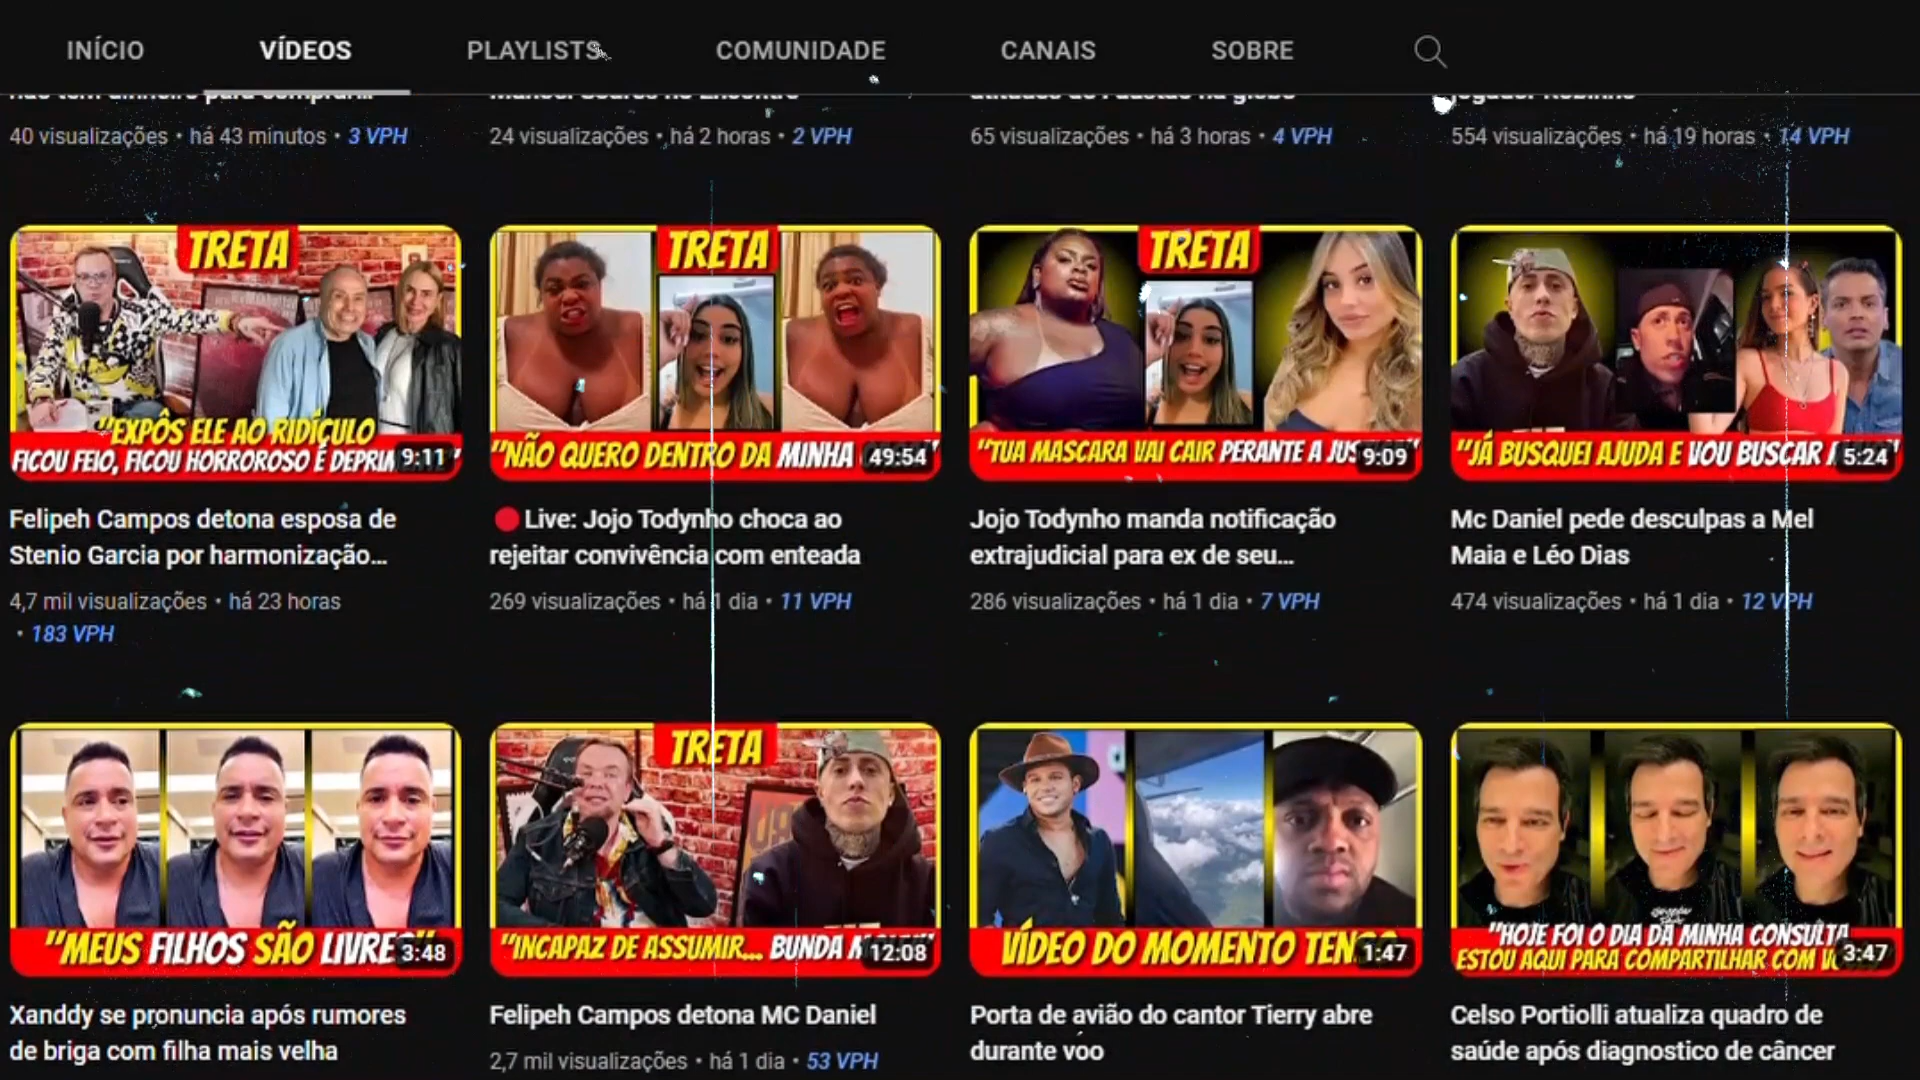 INÍCIO
VÍDEOS
PLAYLISTS
COMUNIDADE
CANAIS
SOBRE
40 visualizações • há 43 minutos • 3 VPH
24 visualizações • há 2 horas • 2 VPH
65 visualizações • há 3 horas • 4 VPH
554 visualizações • há 19 horas • 14 VPH
TRETA
"EXPÔS ELE AO RIDÍCULO
FICOU FEIO, FICOU HORROROSO E
9:11
Felipeh Campos detona esposa de
Stenio Garcia por harmonização...
4,7 mil visualizações • há 23 horas
• 183 VPH
TRETA
"NÃO QUERO DENTRO DA MINHA
49:54
Live: Jojo Todynho choca ao
rejeitar convivência com enteada
269 visualizações • há 1 dia • 11 VPH
TRETA
"TUA MASCARA VAI CAIR PERANTE A
9:09
Jojo Todynho manda notificação
extrajudicial para ex de seu...
286 visualizações • há 1 dia • 7 VPH
"JÁ BUSQUEI AJUDA E VOU BUSCAR
5:24
Mc Daniel pede desculpas a Mel
Maia e Léo Dias
474 visualizações • há 1 dia • 12 VPH
"MEUS FILHOS SÃO
3:48
Xanddy se pronuncia após rumores
de briga com filha mais velha
TRETA
"INCAPAZ DE ASSUMIR... BUNDA
12:08
Felipeh Campos detona MC Daniel
2,7 mil visualizações • há 1 dia • 53 VPH
VÍDEO DO MOMENTO
1:47
Porta de avião do cantor Tierry abre
durante voo
"HOJE FOI O DIA DA MINHA CONSULTA
ESTOU AQUI PARA COMPARTILHAR COM
3:47
Celso Portiolli atualiza quadro de
saúde após diagnostico de câncer